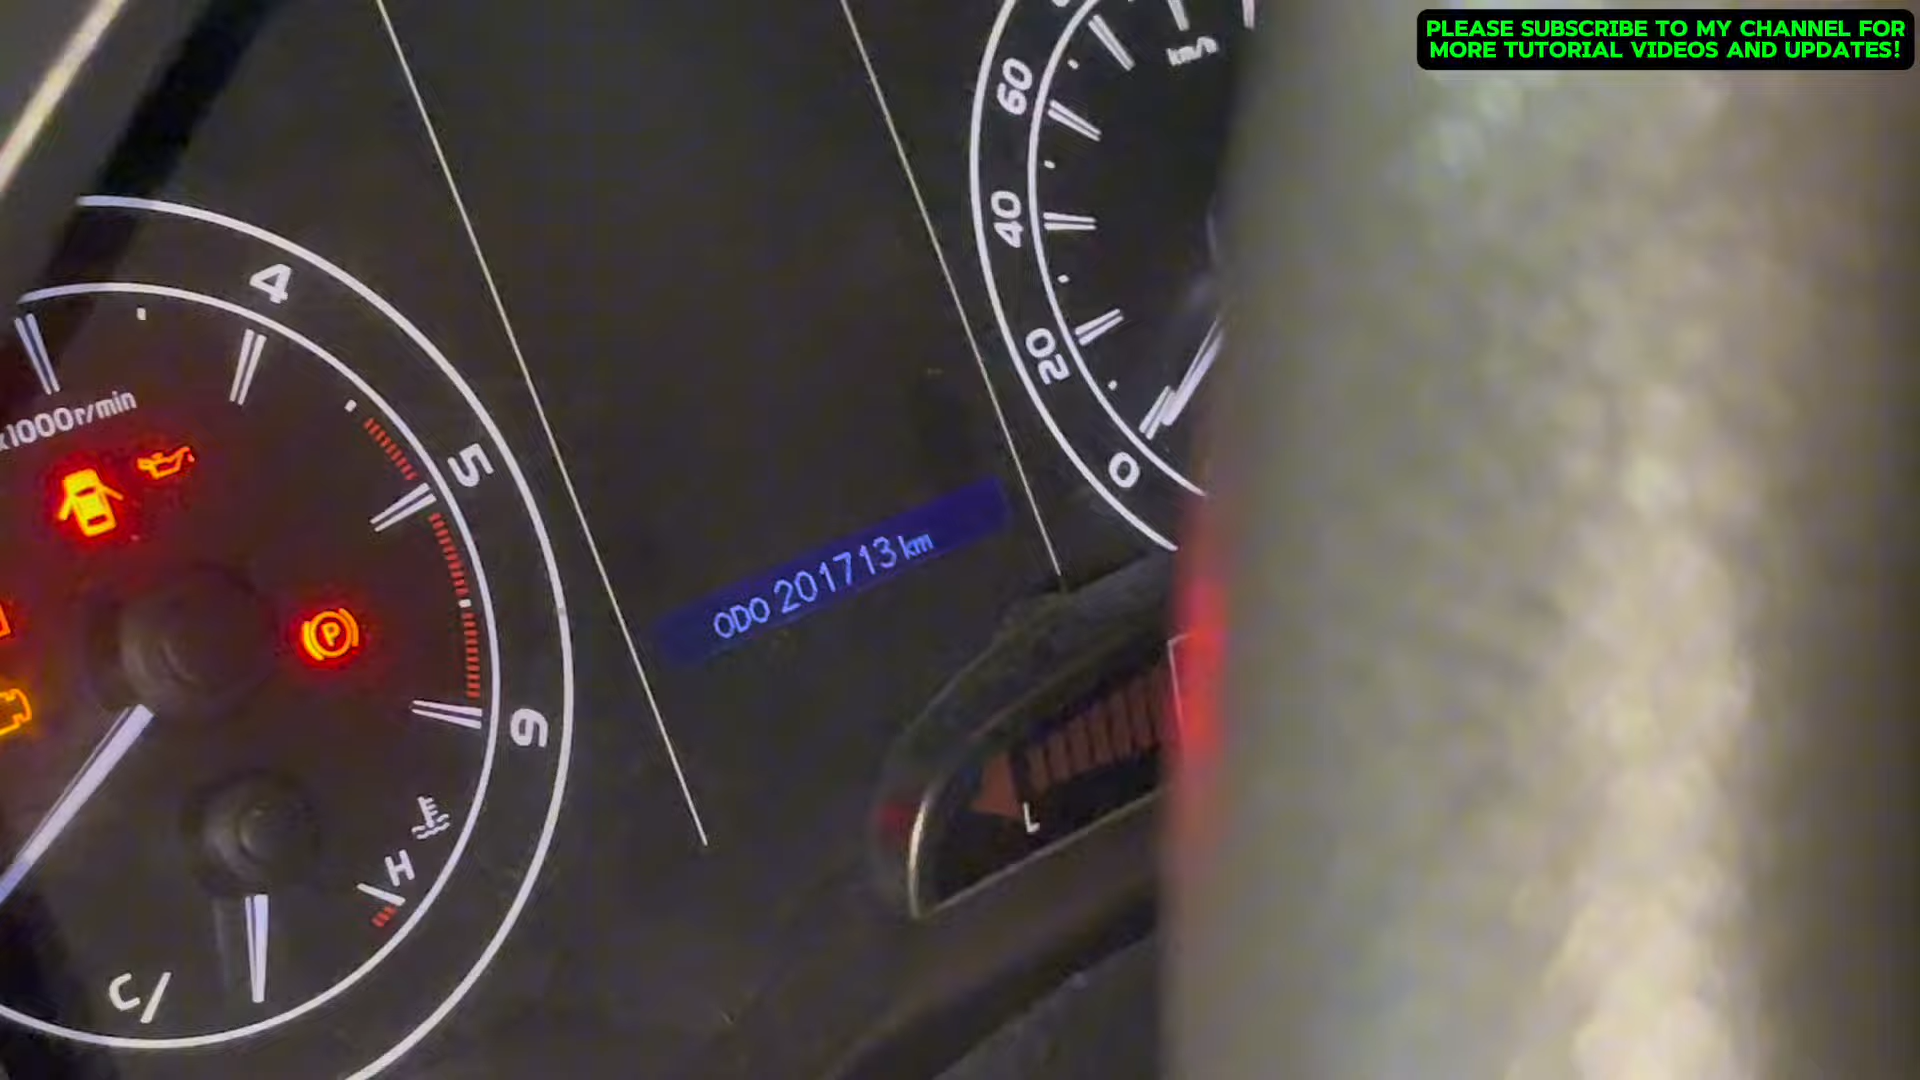 PLEASE SUBSCRIBE TO MY CHANNEL FOR
MORE TUTORIAL VIDEOS AND UPDATES!
km/h
60
40
20
0
4
5
6
x1000r/min
P
ODO 201713 km
H
C
L